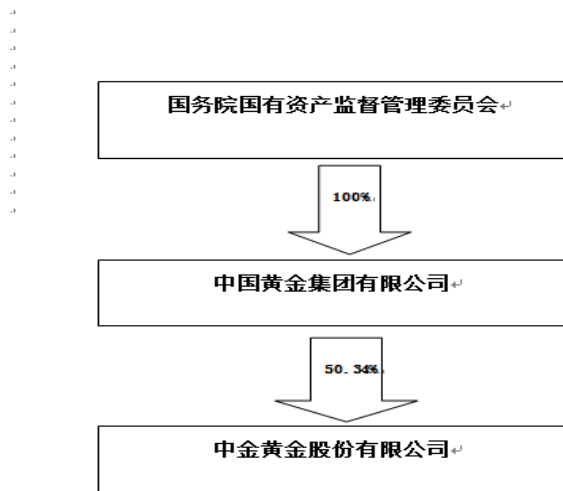 国务院国有资产监督管理委员会
100%
中国黄金集团有限公司
50.34%
中金黄金股份有限公司